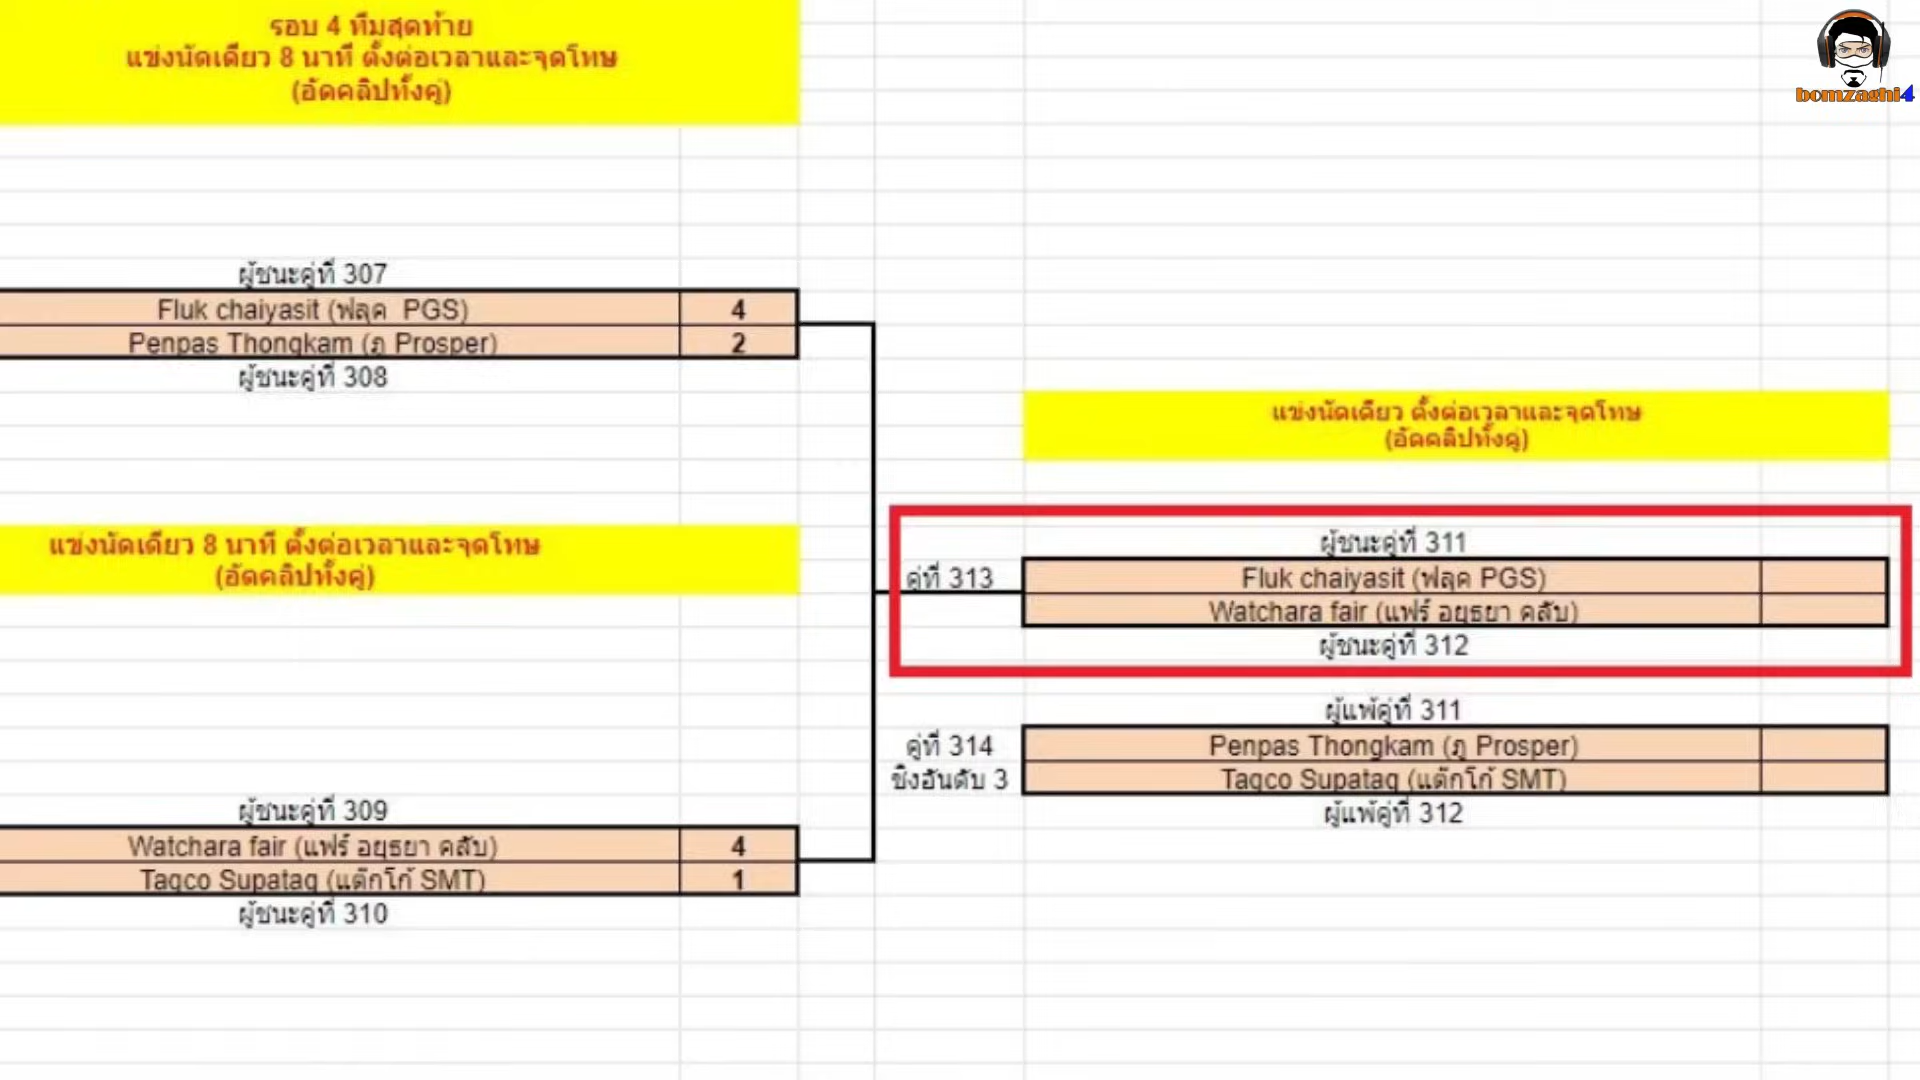 รอบ 4 ทีมสุดท้าย
แข่งนัดเดียว 8 นาที ตั้งต่อเวลาและจุดโทษ
(อัดคลิปทั้งคู่)
bomzaghi4
ผู้ชนะคู่ที่ 307
Fluk chaiyasit (ฟลุค PGS) 4
Penpas Thongkam (ภู Prosper) 2
ผู้ชนะคู่ที่ 308
แข่งนัดเดียว ตั้งต่อเวลาและจุดโทษ
(อัดคลิปทั้งคู่)
แข่งนัดเดียว 8 นาที ตั้งต่อเวลาและจุดโทษ
(อัดคลิปทั้งคู่)
ผู้ชนะคู่ที่ 311
คู่ที่ 313
Fluk chaiyasit (ฟลุค PGS)
Watchara fair (แฟร์ อยุธยา คลับ)
ผู้ชนะคู่ที่ 312
ผู้แพ้คู่ที่ 311
คู่ที่ 314
Penpas Thongkam (ภู Prosper)
ชิงอันดับ 3
Tagco Supatag (แต๊กโก้ SMT)
ผู้แพ้คู่ที่ 312
ผู้ชนะคู่ที่ 309
Watchara fair (แฟร์ อยุธยา คลับ) 4
Tagco Supatag (แต๊กโก้ SMT) 1
ผู้ชนะคู่ที่ 310